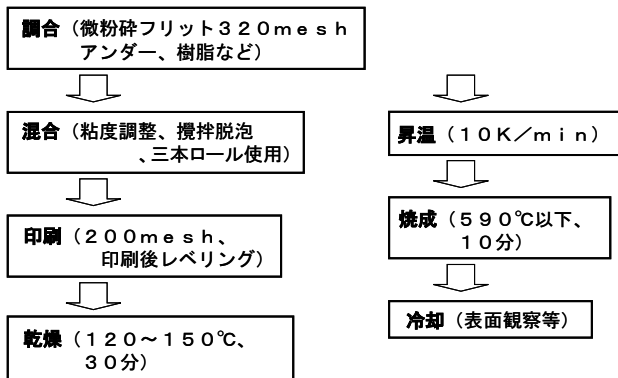 調合（微粉砕フリット３２０ｍｅｓｈ
アンダー、樹脂など）
混合（粘度調整、攪拌脱泡
、三本ロール使用）
印刷（２００ｍｅｓｈ、
印刷後レベリング）
乾燥（１２０～１５０℃、
３０分）
昇温（１０Ｋ／ｍｉｎ）
焼成（５９０℃以下、
１０分）
冷却（表面観察等）